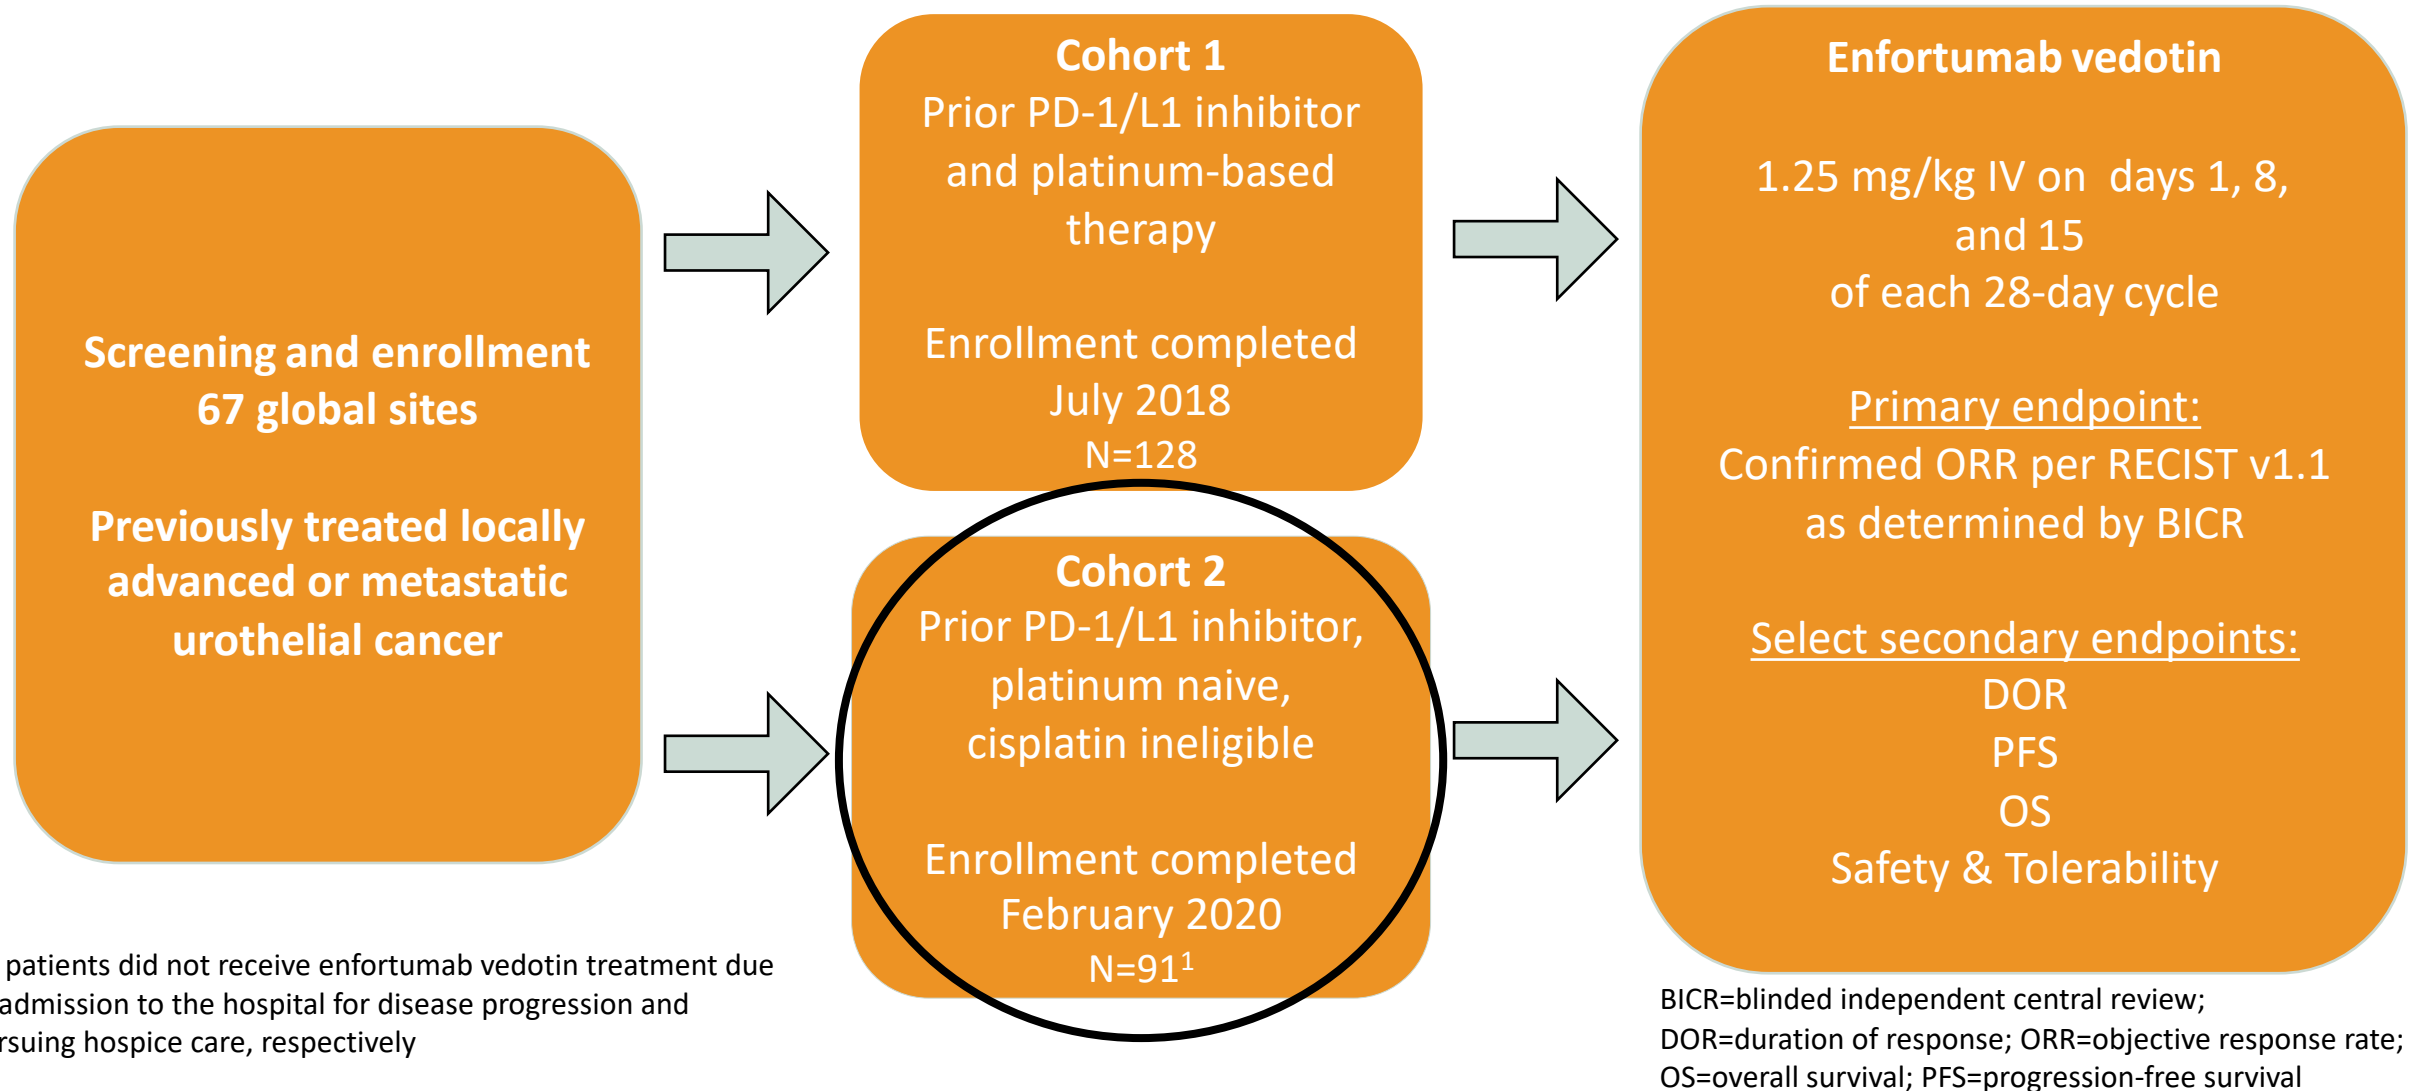 Screening and enrollment
67 global sites
Previously treated locally
advanced or metastatic
urothelial cancer
Cohort 1
Prior PD-1/L1 inhibitor
and platinum-based
therapy
Enrollment completed
July 2018
N=128
Cohort 2
Prior PD-1/L1 inhibitor,
platinum naive,
cisplatin ineligible
Enrollment completed
February 2020
N=91¹
Enfortumab vedotin
1.25 mg/kg IV on days 1, 8,
and 15
of each 28-day cycle
Primary endpoint:
Confirmed ORR per RECIST v1.1
as determined by BICR
Select secondary endpoints:
DOR
PFS
OS
Safety & Tolerability
patients did not receive enfortumab vedotin treatment due
admission to the hospital for disease progression and
hospice care, respectively
BICR=blinded independent central review;
DOR=duration of response; ORR=objective response rate;
OS=overall survival; PFS=progression-free survival